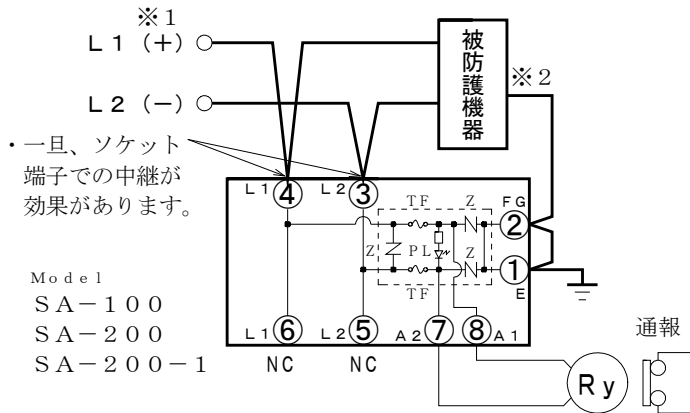 ※1
L1 (+)
L2 (−)
被防護機器
※2
・一旦、ソケット
端子での中継が
効果があります。
L1 ④ L2 ③
TF Z FG ②
Z PL Z ①
TF E
Model
SA−100
SA−200
SA−200−1
L1 ⑥ L2 ⑤ A2 ⑦ ⑧ A1
NC NC
通報
Ry